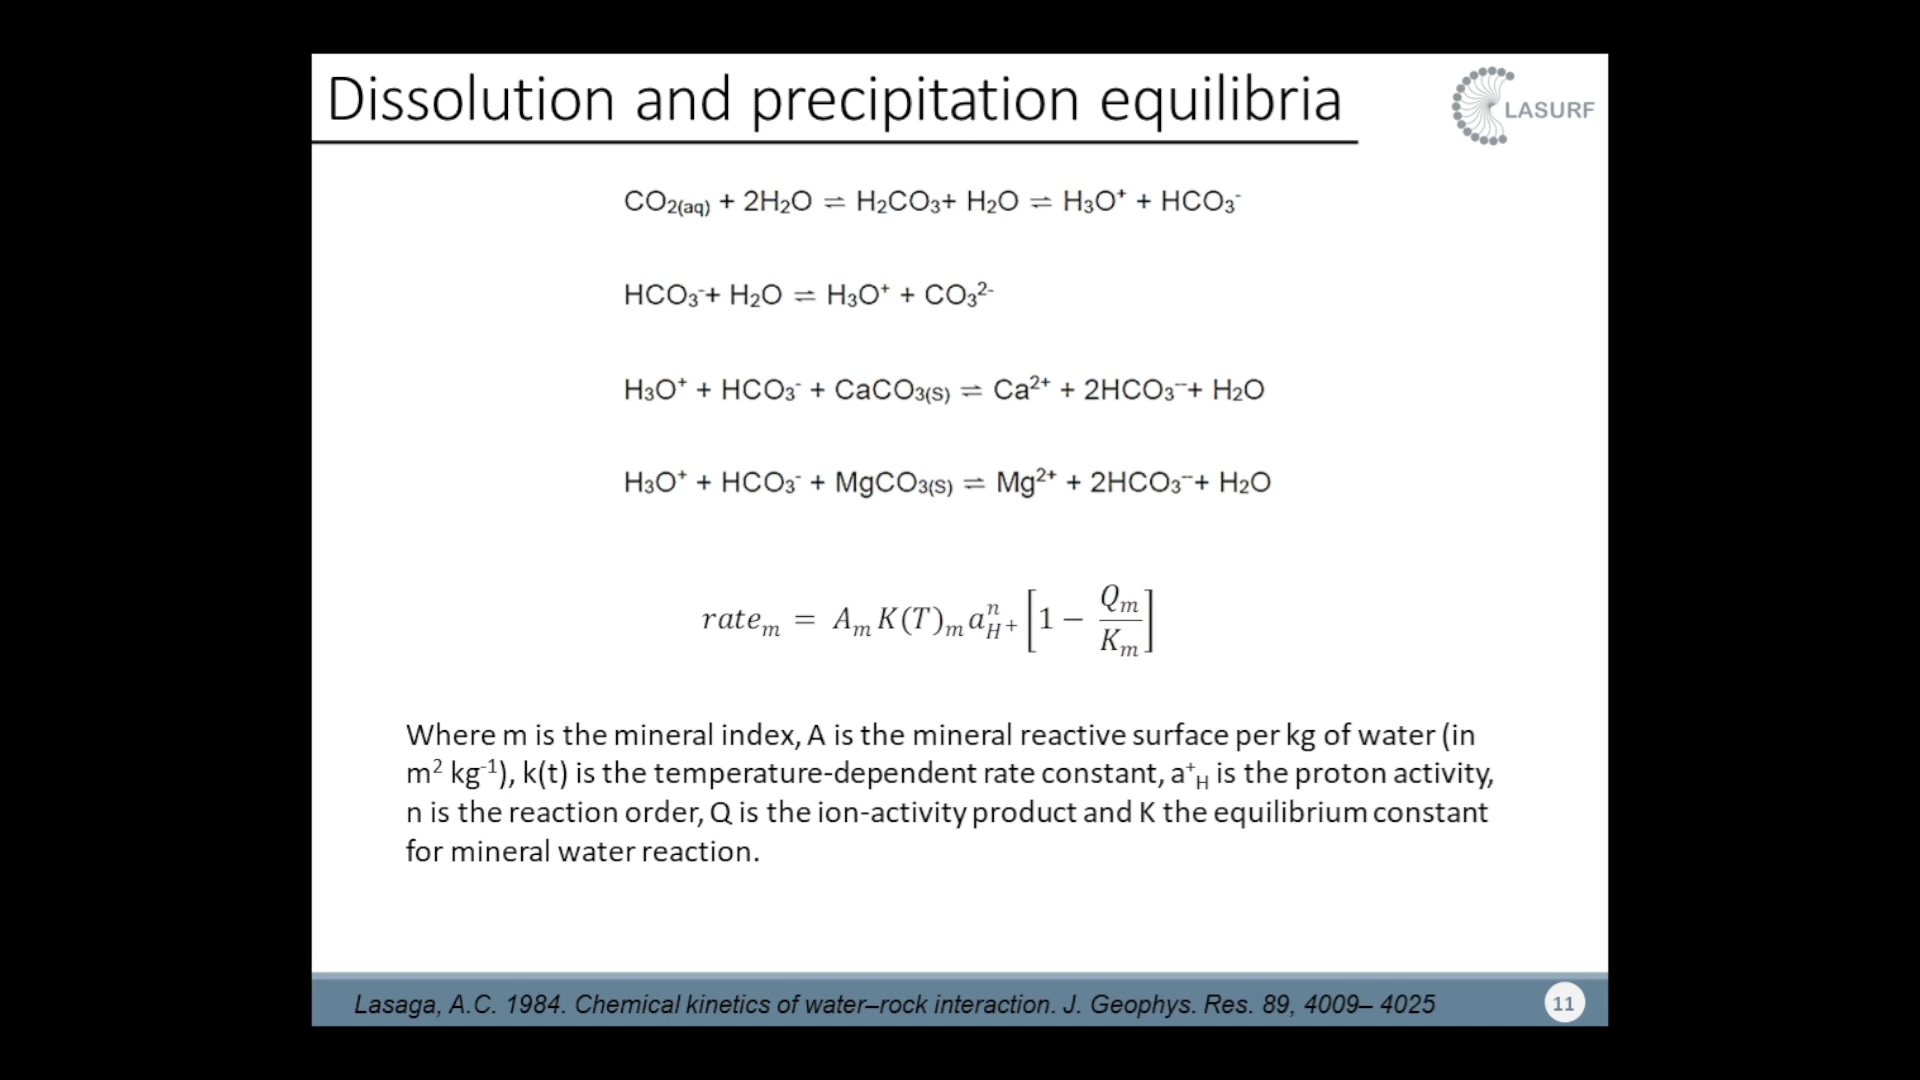 Dissolution and precipitation equilibria
LASURF
CO₂(aq) + 2H₂O ⇌ H₂CO₃+ H₂O ⇌ H₃O⁺ + HCO₃⁻
HCO₃⁻+ H₂O ⇌ H₃O⁺ + CO₃²⁻
H₃O⁺ + HCO₃⁻ + CaCO₃(S) ⇌ Ca²⁺ + 2HCO₃⁻+ H₂O
H₃O⁺ + HCO₃⁻ + MgCO₃(S) ⇌ Mg²⁺ + 2HCO₃⁻+ H₂O
rateₘ = Aₘ K(T)ₘ a_{H⁺}^n [1 − Qₘ/Kₘ]
Where m is the mineral index, A is the mineral reactive surface per kg of water (in
m² kg⁻¹), k(t) is the temperature-dependent rate constant, a⁺H is the proton activity,
n is the reaction order, Q is the ion-activity product and K the equilibrium constant
for mineral water reaction.
Lasaga, A.C. 1984. Chemical kinetics of water–rock interaction. J. Geophys. Res. 89, 4009– 4025
11